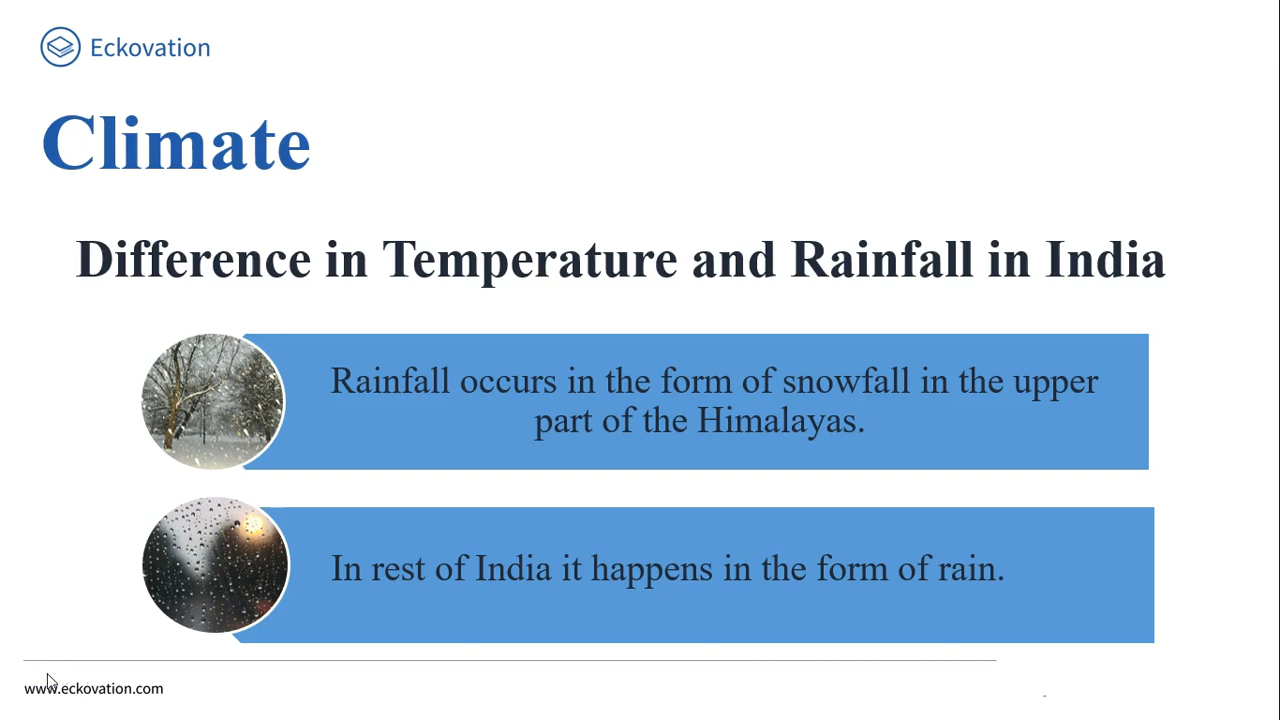 Eckovation
Climate
Difference in Temperature and Rainfall in India
Rainfall occurs in the form of snowfall in the upper
part of the Himalayas.
In rest of India it happens in the form of rain.
www.eckovation.com